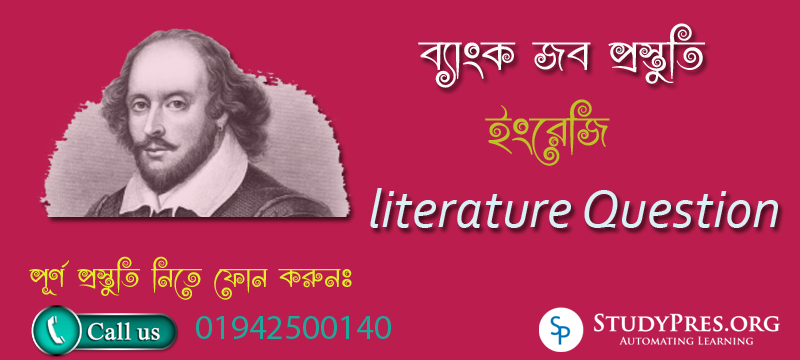 ব্যাংক জব প্রস্তুতি
ইংরেজি
literature Question
পূর্ণ প্রস্তুতি নিতে ফোন করুনঃ
Call us 01942500140
SP STUDYPRES.ORG
AUTOMATING LEARNING